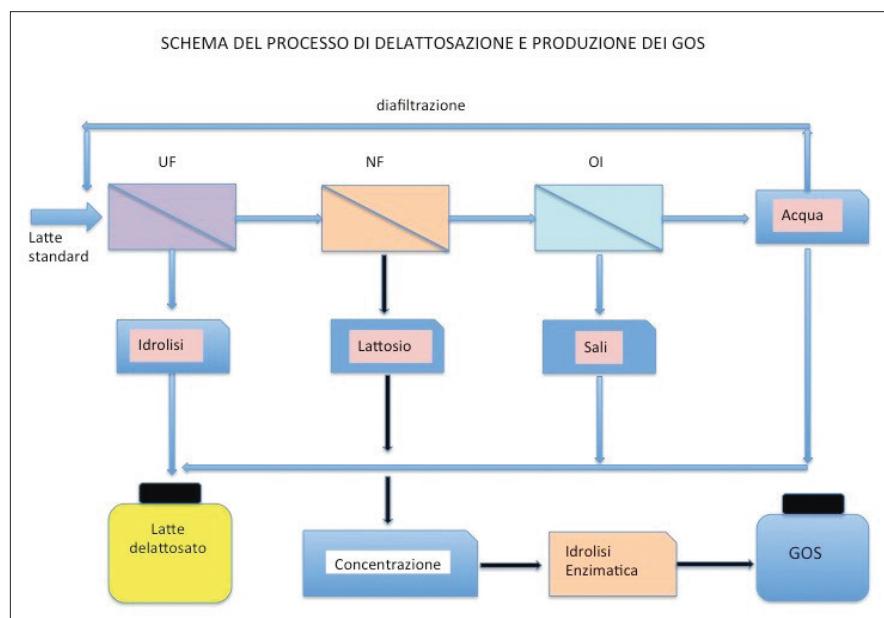 SCHEMA DEL PROCESSO DI DELATTOSAZIONE E PRODUZIONE DEI GOS
diafiltrazione
UF
NF
OI
Latte
standard
Acqua
Idrolisi
Lattosio
Sali
Latte
delattosato
Concentrazione
Idrolisi
Enzimatica
GOS